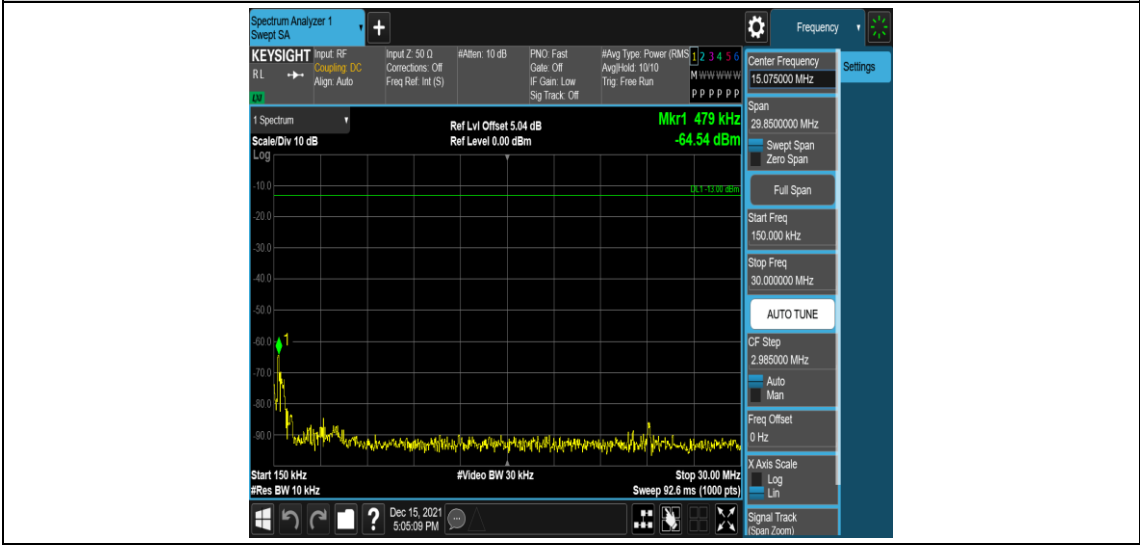 Spectrum Analyzer 1
Swept SA
+
Frequency
KEYSIGHT
RL
LM
Input: RF
Coupling: DC
Align: Auto
Input Z: 50 Ω
Corrections: Off
Freq Ref: Int (S)
#Atten: 10 dB
PNO: Fast
Gate: Off
IF Gain: Low
Sig Track: Off
#Avg Type: Power (RMS
Avg|Hold: 10/10
Trig: Free Run
1 2 3 4 5 6
M W W W W W
P P P P P P
1 Spectrum
Scale/Div 10 dB
Log
Ref Lvl Offset 5.04 dB
Ref Level 0.00 dBm
Mkr1 479 kHz
-64.54 dBm
DL1 -13.00 dBm
-10.0
-20.0
-30.0
-40.0
-50.0
-60.0
1
-70.0
-80.0
-90.0
Start 150 kHz
#Res BW 10 kHz
#Video BW 30 kHz
Stop 30.00 MHz
Sweep 92.6 ms (1000 pts)
Center Frequency
15.075000 MHz
Settings
Span
29.8500000 MHz
Swept Span
Zero Span
Full Span
Start Freq
150.000 kHz
Stop Freq
30.000000 MHz
AUTO TUNE
CF Step
2.985000 MHz
Auto
Man
Freq Offset
0 Hz
X Axis Scale
Log
Lin
Signal Track
(Span Zoom)
?
Dec 15, 2021
5:05:09 PM